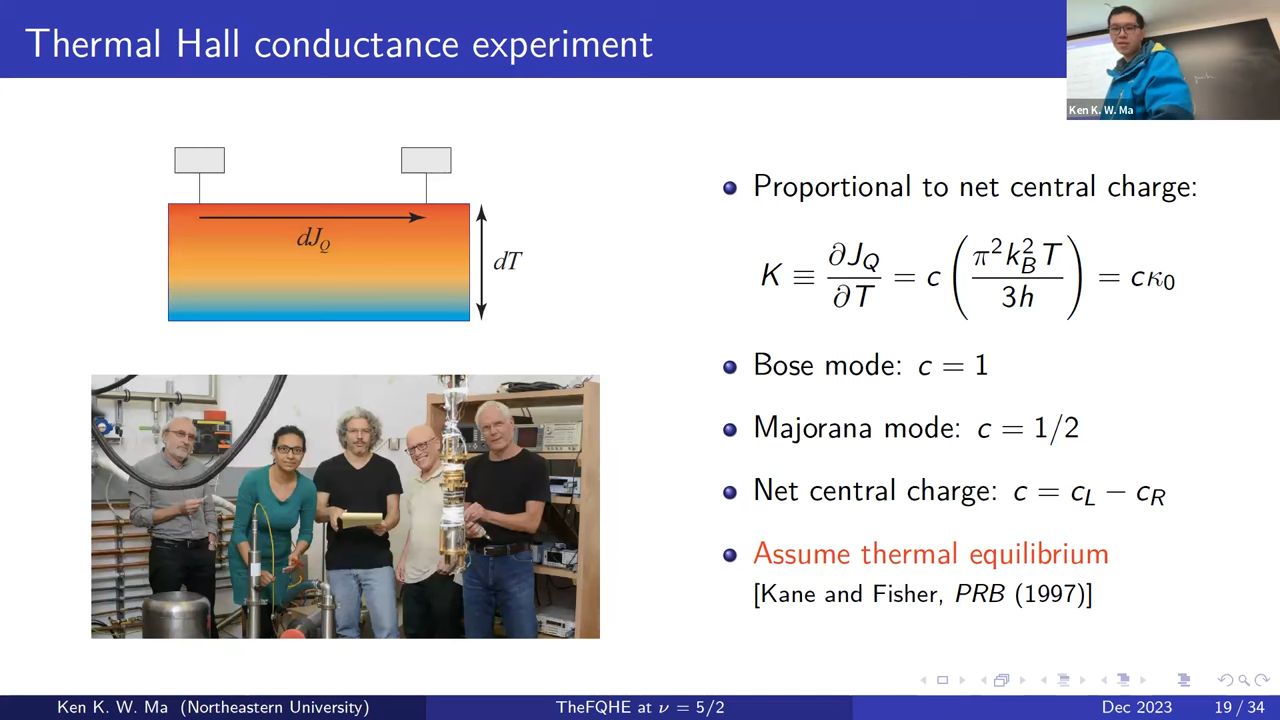 Thermal Hall conductance experiment
Ken K. W. Ma
dJ_Q
dT
Proportional to net central charge:
K ≡ ∂J_Q/∂T = c (π² k_B² T / 3h) = cκ₀
Bose mode: c = 1
Majorana mode: c = 1/2
Net central charge: c = c_L − c_R
Assume thermal equilibrium
[Kane and Fisher, PRB (1997)]
Ken K. W. Ma (Northeastern University)
TheFQHE at ν = 5/2
Dec 2023
19 / 34